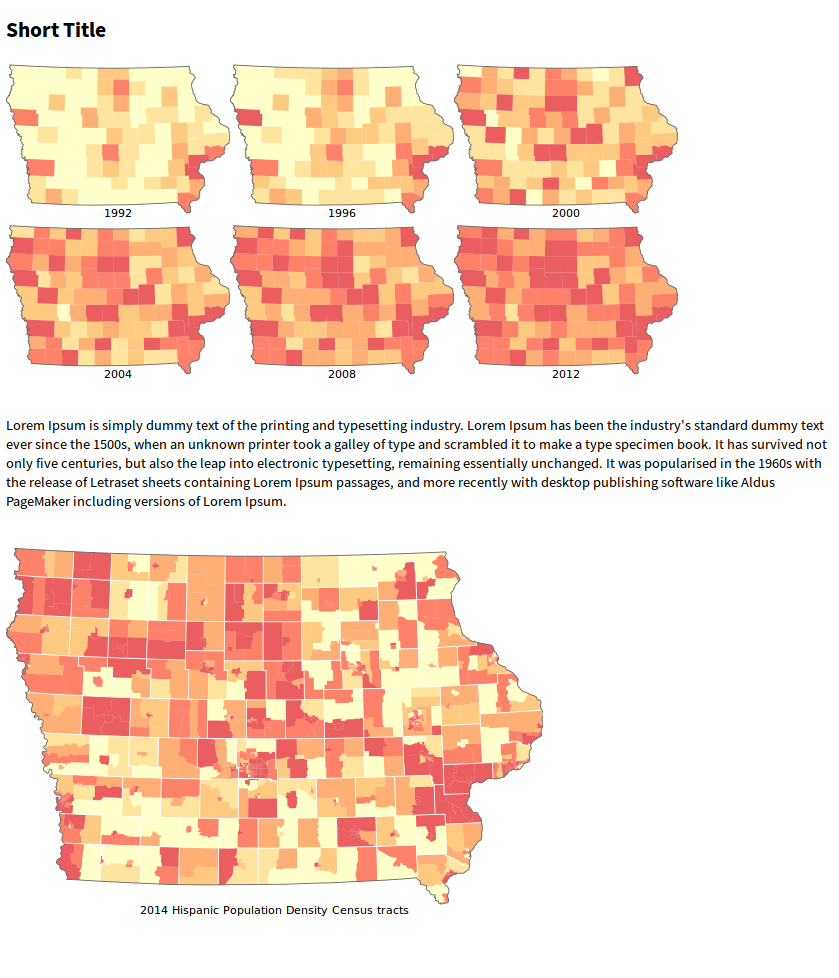 Short Title
1992
1996
2000
2004
2008
2012
Lorem Ipsum is simply dummy text of the printing and typesetting industry. Lorem Ipsum has been the industry's standard dummy text
ever since the 1500s, when an unknown printer took a galley of type and scrambled it to make a type specimen book. It has survived not
only five centuries, but also the leap into electronic typesetting, remaining essentially unchanged. It was popularised in the 1960s with
the release of Letraset sheets containing Lorem Ipsum passages, and more recently with desktop publishing software like Aldus
PageMaker including versions of Lorem Ipsum.
2014 Hispanic Population Density Census tracts